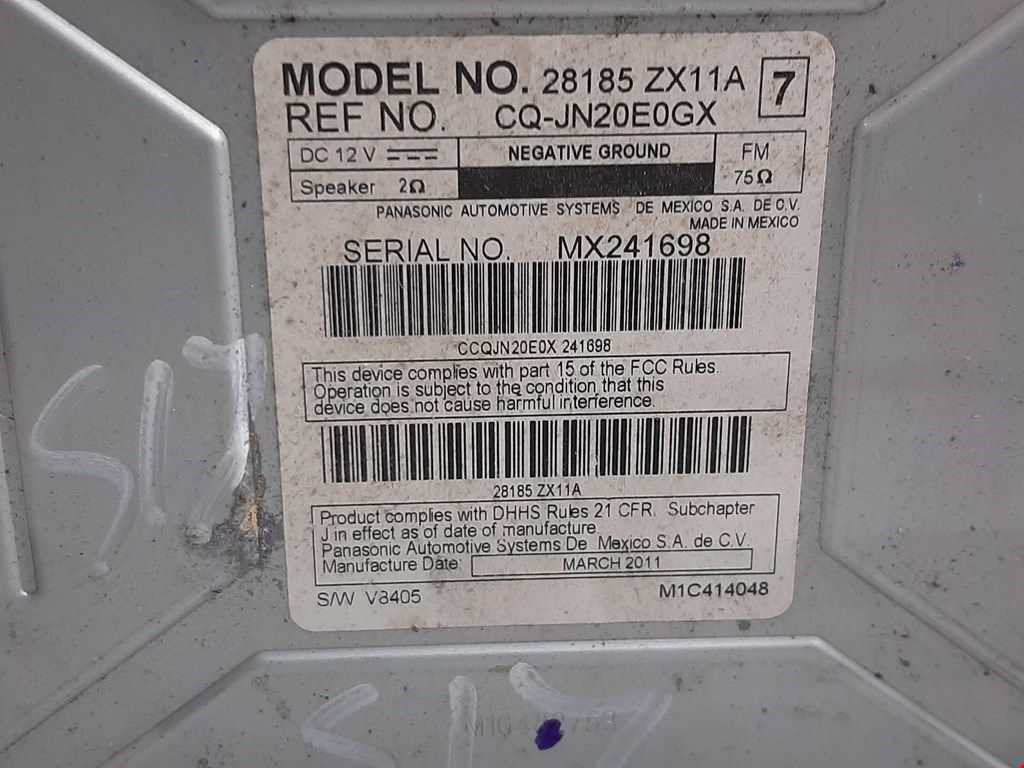 MODEL NO. 28185 ZX11A 7
REF NO. CQ-JN20E0GX
DC 12 V NEGATIVE GROUND FM
Speaker 2Ω 75Ω
PANASONIC AUTOMOTIVE SYSTEMS DE MEXICO S.A. DE C.V.
MADE IN MEXICO
SERIAL NO. MX241698
CCQJN20E0X 241698
This device complies with part 15 of the FCC Rules.
Operation is subject to the condition that this
device does not cause harmful interference.
28185 ZX11A
Product complies with DHHS Rules 21 CFR. Subchapter
J in effect as of date of manufacture.
Panasonic Automotive Systems De Mexico S.A. de C.V.
Manufacture Date: MARCH 2011
S/W V8405 M1C414048
S17
S17